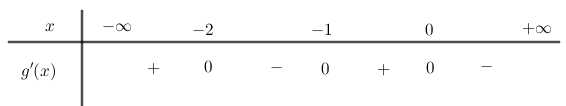 x −∞ −2 −1 0 +∞
g′(x) + 0 − 0 + 0 −